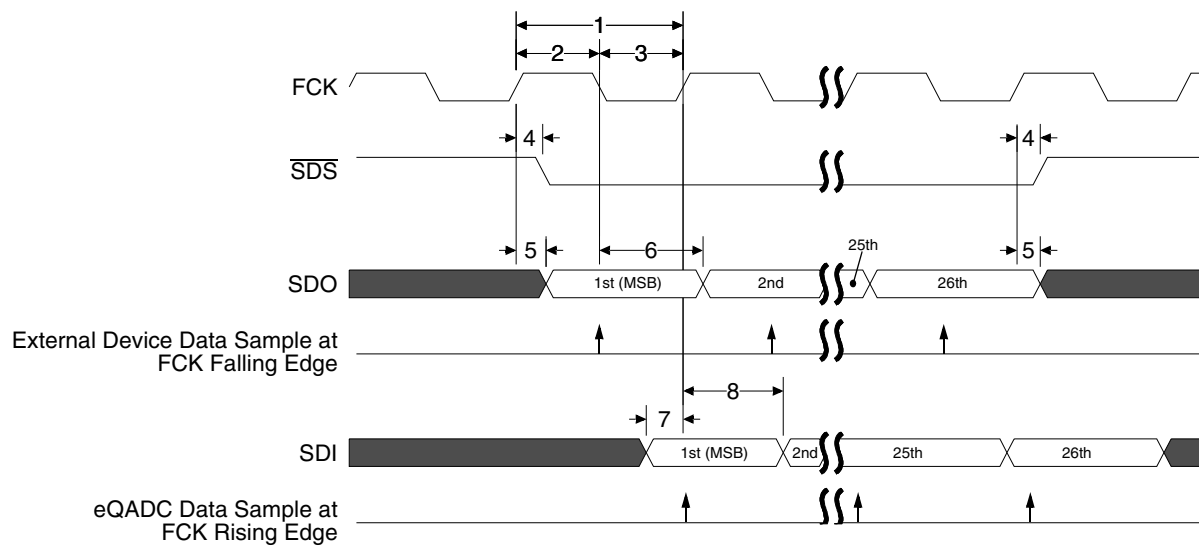 1
2 3
FCK
4 4
SDS
5 6 25th 5
SDO 1st (MSB) 2nd 26th
External Device Data Sample at
FCK Falling Edge
8
7
SDI 1st (MSB) 2nd 25th 26th
eQADC Data Sample at
FCK Rising Edge